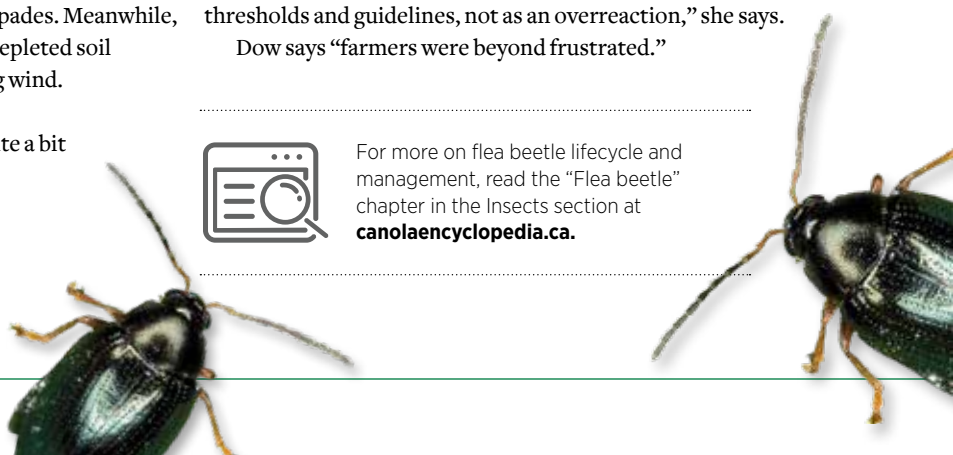 pades. Meanwhile,
epleted soil
g wind.
te a bit
thresholds and guidelines, not as an overreaction,” she says.
Dow says “farmers were beyond frustrated.”
For more on flea beetle lifecycle and
management, read the “Flea beetle”
chapter in the Insects section at
canolaencyclopedia.ca.